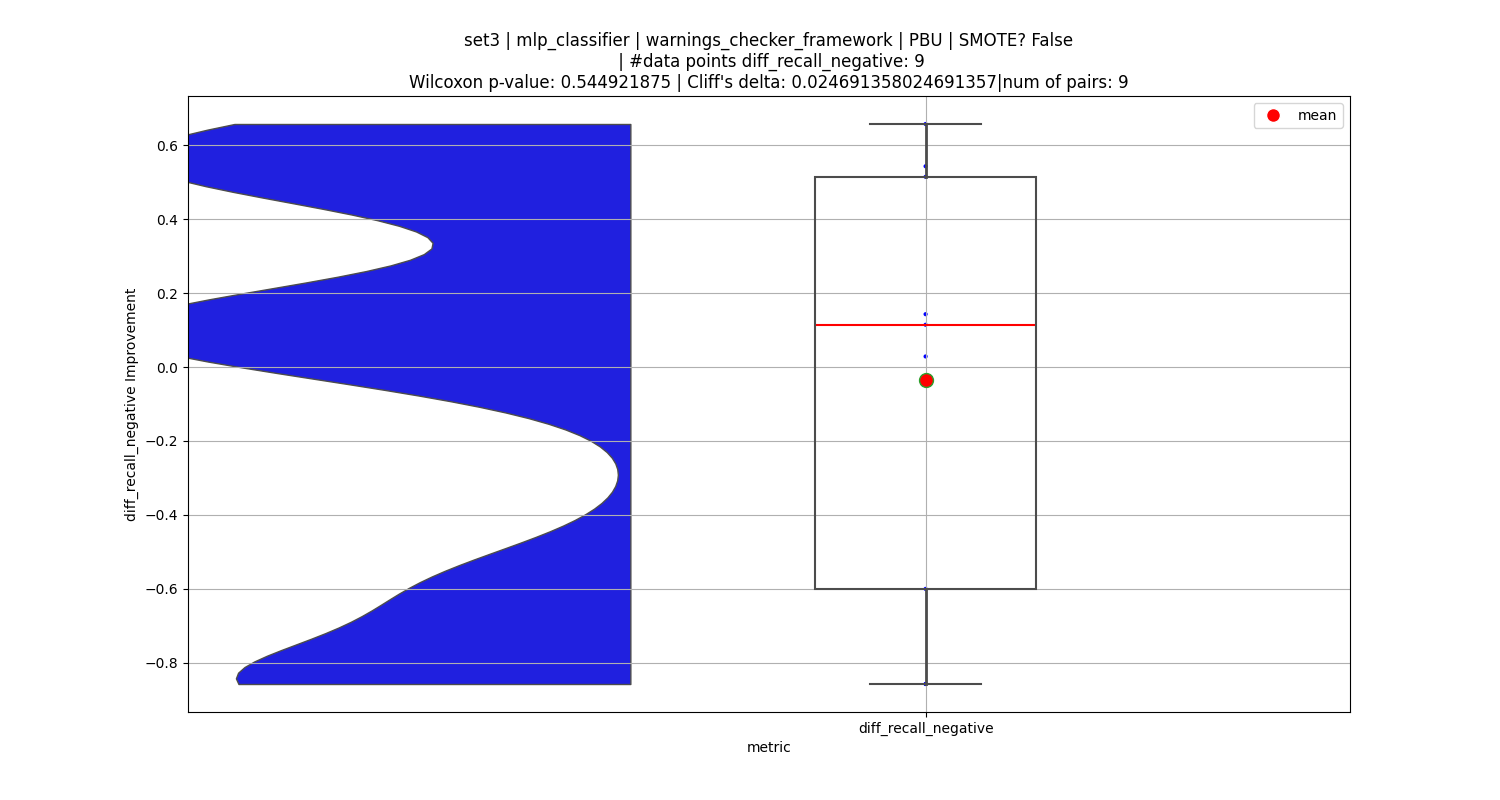 set3 | mlp_classifier | warnings_checker_framework | PBU | SMOTE? False
| #data points diff_recall_negative: 9
Wilcoxon p-value: 0.544921875 | Cliff's delta: 0.024691358024691357|num of pairs: 9
mean
0.6
0.4
0.2
0.0
−0.2
−0.4
−0.6
−0.8
diff_recall_negative Improvement
diff_recall_negative
metric